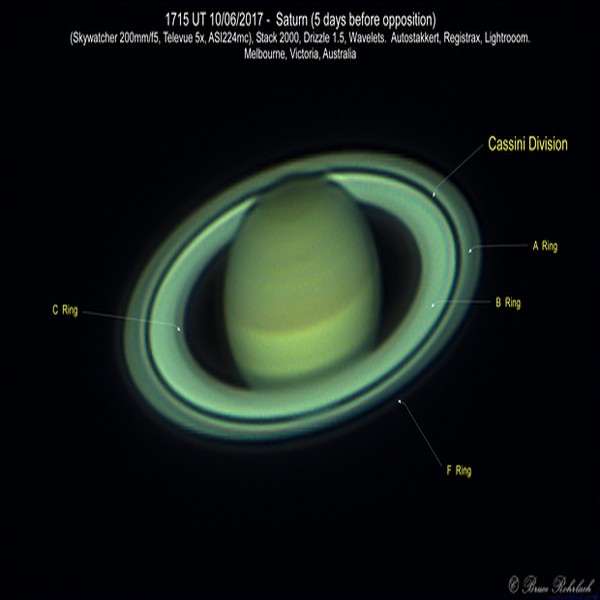 1715 UT 10/06/2017 - Saturn (5 days before opposition)
(Skywatcher 200mm/f5, Televue 5x, ASI224mc), Stack 2000, Drizzle 1.5, Wavelets. Autostakkert, Registrax, Lightrooom.
Melbourne, Victoria, Australia
Cassini Division
A Ring
B Ring
C Ring
F Ring
© Bruce Rohrlach